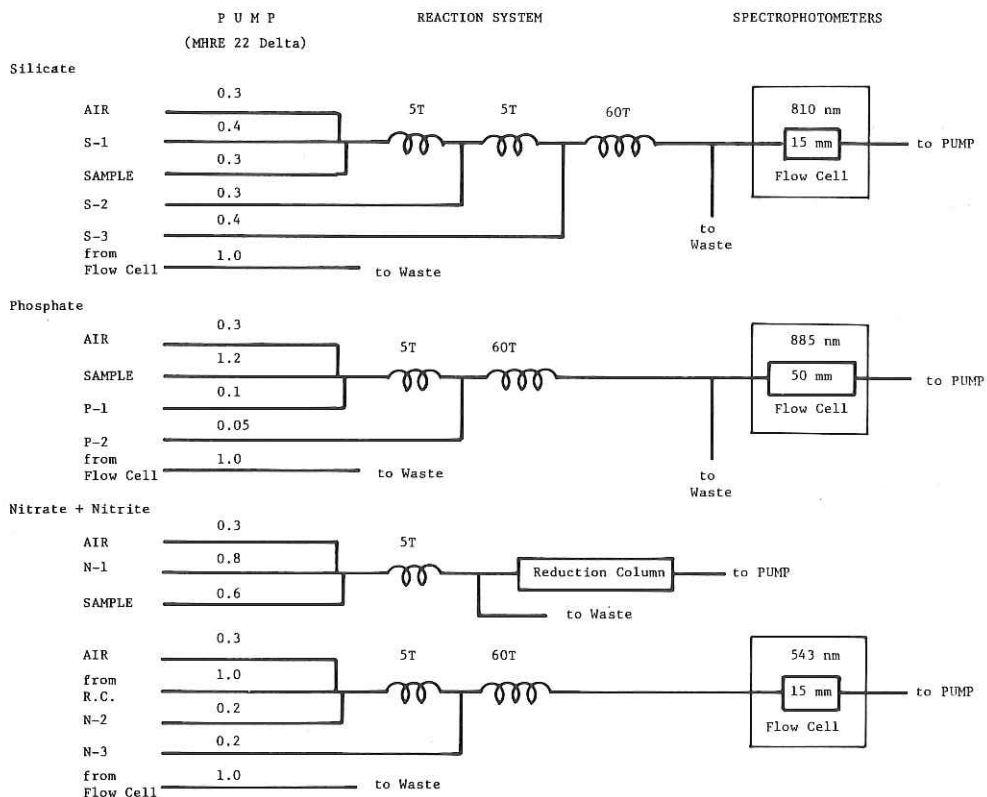 P U M P REACTION SYSTEM SPECTROPHOTOMETERS
(MHRE 22 Delta)
Silicate
0.3
AIR 5T 5T 60T 810 nm
0.4
S-1 15 mm to PUMP
0.3
SAMPLE Flow Cell
0.3
S-2
0.4
S-3 to
Waste
from 1.0
Flow Cell to Waste
Phosphate
0.3
AIR 5T 60T 885 nm
1.2
SAMPLE 50 mm to PUMP
0.1
P-1 Flow Cell
0.05
P-2
from 1.0
Flow Cell to Waste to
Waste
Nitrate + Nitrite
0.3
AIR 5T
0.8
N-1 Reduction Column to PUMP
0.6
SAMPLE to Waste
0.3
AIR 5T 60T 543 nm
from 1.0
R.C. 15 mm to PUMP
0.2
N-2 Flow Cell
0.2
N-3
from 1.0
Flow Cell to Waste